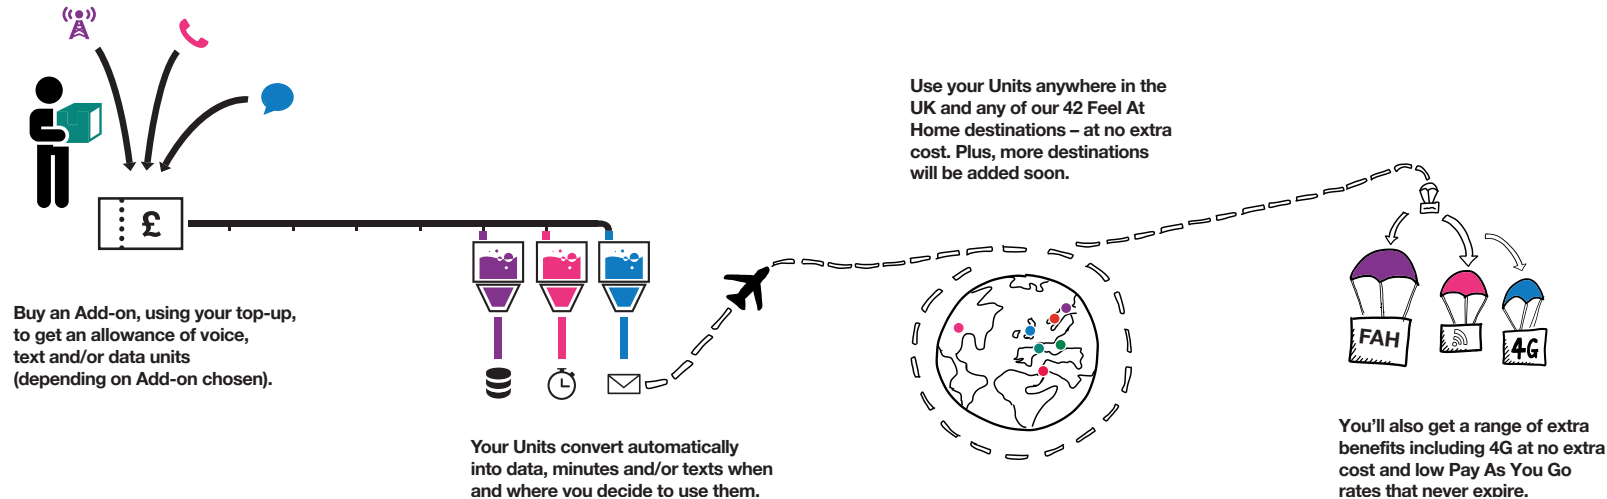 £
Buy an Add-on, using your top-up,
to get an allowance of voice,
text and/or data units
(depending on Add-on chosen).
Your Units convert automatically
into data, minutes and/or texts when
and where you decide to use them.
Use your Units anywhere in the
UK and any of our 42 Feel At
Home destinations – at no extra
cost. Plus, more destinations
will be added soon.
FAH
4G
You’ll also get a range of extra
benefits including 4G at no extra
cost and low Pay As You Go
rates that never expire.